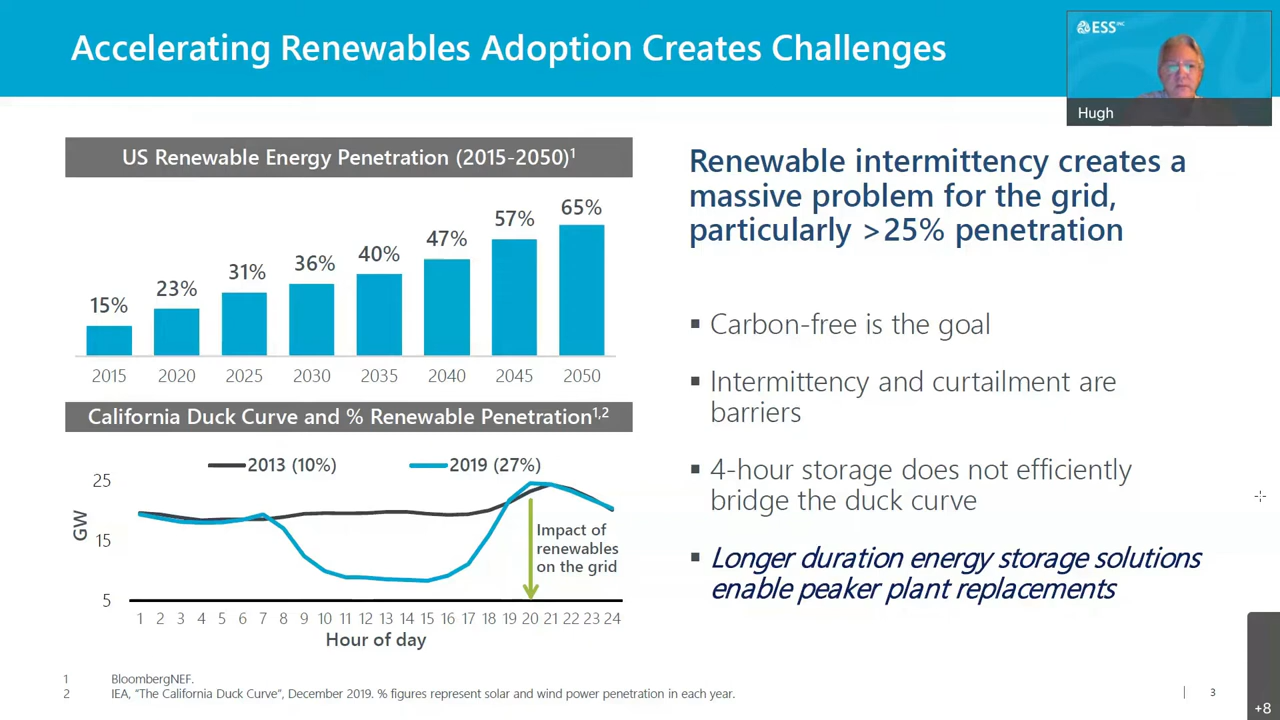 Accelerating Renewables Adoption Creates Challenges
ESS INC
Hugh
US Renewable Energy Penetration (2015-2050)¹
15%
23%
31%
36%
40%
47%
57%
65%
2015 2020 2025 2030 2035 2040 2045 2050
California Duck Curve and % Renewable Penetration¹,²
2013 (10%) 2019 (27%)
25
15
5
GW
Impact of
renewables
on the grid
1 2 3 4 5 6 7 8 9 10 11 12 13 14 15 16 17 18 19 20 21 22 23 24
Hour of day
Renewable intermittency creates a
massive problem for the grid,
particularly >25% penetration
▪ Carbon-free is the goal
▪ Intermittency and curtailment are
barriers
▪ 4-hour storage does not efficiently
bridge the duck curve
▪ Longer duration energy storage solutions
enable peaker plant replacements
1 BloombergNEF.
2 IEA, "The California Duck Curve", December 2019. % figures represent solar and wind power penetration in each year.
| 3
+8